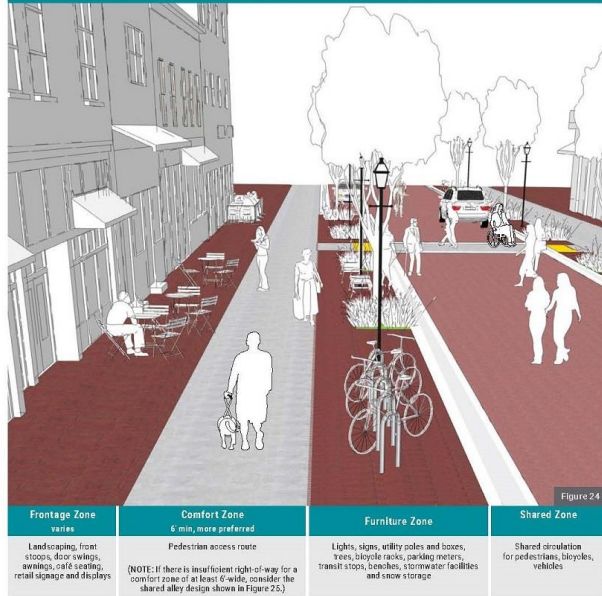 Figure 24
Frontage Zone
varies
Landscaping, front
stoops, door swings,
awnings, café seating,
retail signage and displays
Comfort Zone
6' min, more preferred
Pedestrian access route
(NOTE: If there is insufficient right-of-way for a
comfort zone of at least 6'-wide, consider the
shared alley design shown in Figure 25.)
Furniture Zone
Lights, signs, utility poles and boxes,
trees, bicycle racks, parking meters,
transit stops, benches, stormwater facilities
and snow storage
Shared Zone
Shared circulation
for pedestrians, bicycles,
vehicles